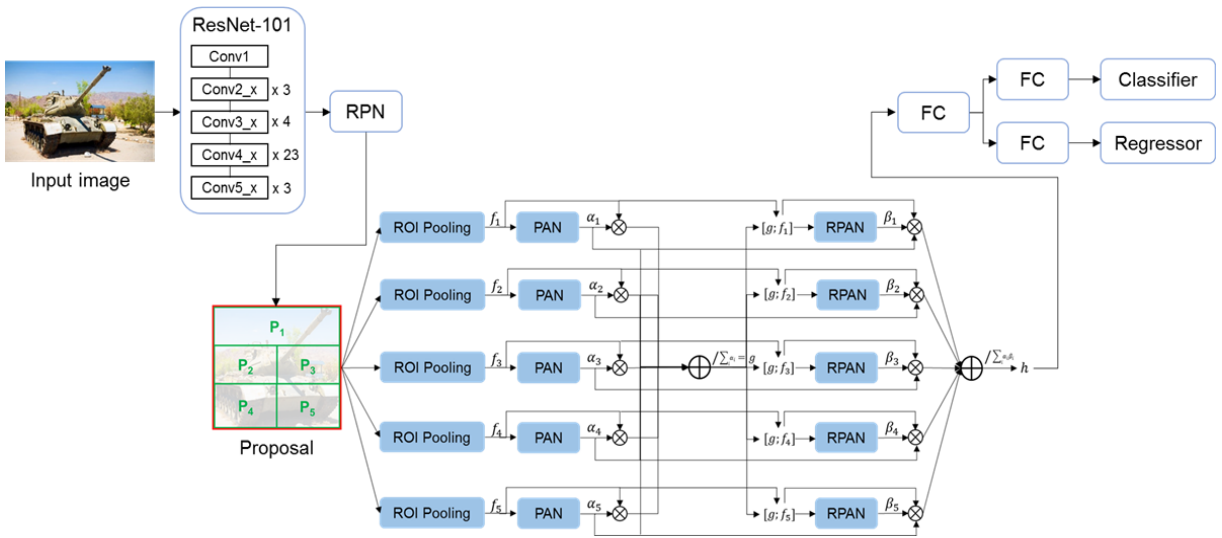 ResNet-101
Conv1
Conv2_x x 3
Conv3_x x 4
Conv4_x x 23
Conv5_x x 3
Input image
RPN
FC
FC
Classifier
FC
Regressor
P1
P2 P3
P4 P5
Proposal
ROI Pooling f₁ PAN α₁ [g; f₁] RPAN β₁
ROI Pooling f₂ PAN α₂ [g; f₂] RPAN β₂
ROI Pooling f₃ PAN α₃ /∑αᵢ = g [g; f₃] RPAN β₃ /∑αᵢβᵢ h
ROI Pooling f₄ PAN α₄ [g; f₄] RPAN β₄
ROI Pooling f₅ PAN α₅ [g; f₅] RPAN β₅